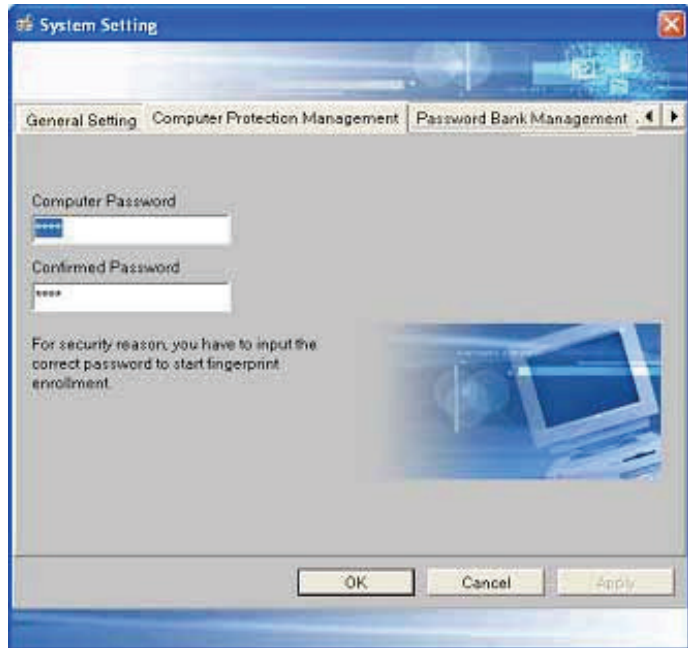 System Setting
General Setting Computer Protection Management Password Bank Management
Computer Password
****
Confirmed Password
****
For security reason, you have to input the
correct password to start fingerprint
enrollment.
OK Cancel Apply